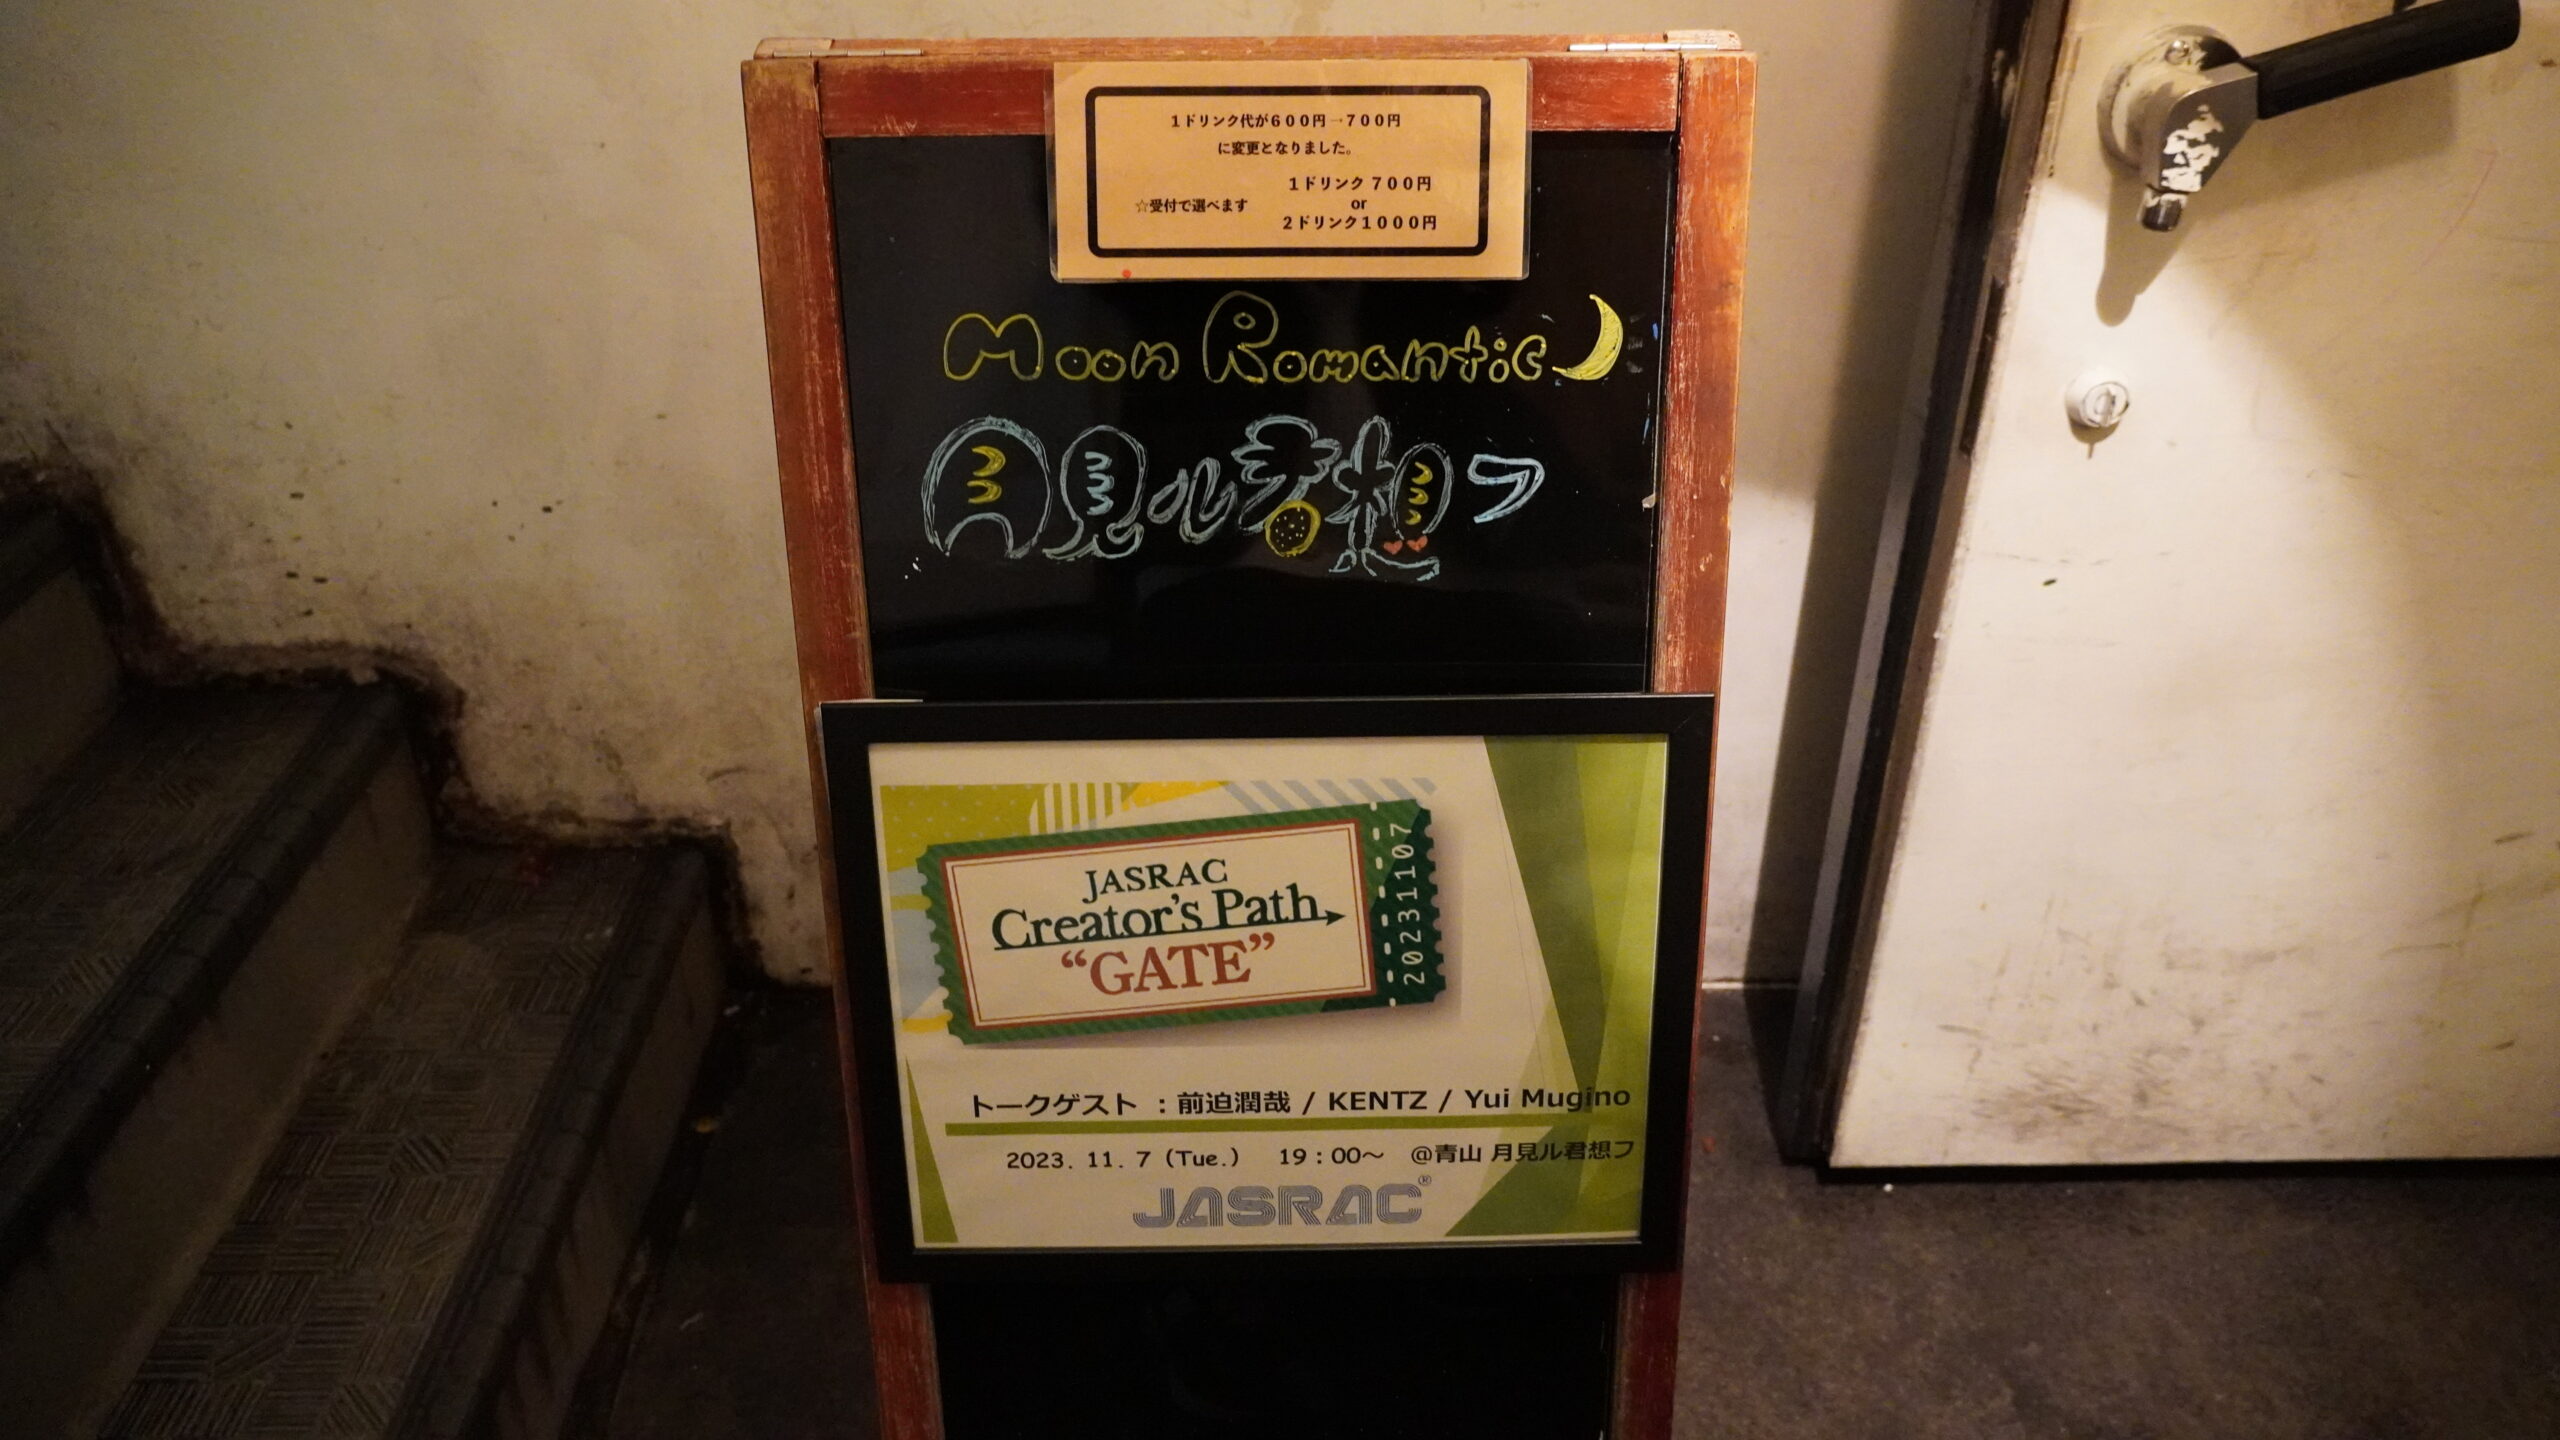 1ドリンク代が600円→700円
に変更となりました。
☆受付で選べます
1ドリンク 700円
or
2ドリンク1000円
Moon Romantic
月見ル君想フ
JASRAC
Creator's Path
“GATE”
20231107
トークゲスト : 前迫潤哉 / KENTZ / Yui Mugino
2023. 11. 7 (Tue.) 19:00～ @青山 月見ル君想フ
JASRAC®